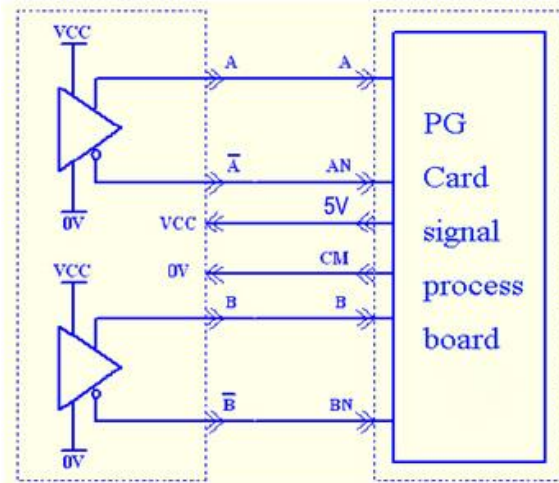 VCC
A
A
A̅
AN
0V
VCC
5V
0V
CM
VCC
B
B
B̅
BN
0V
PG
Card
signal
process
board